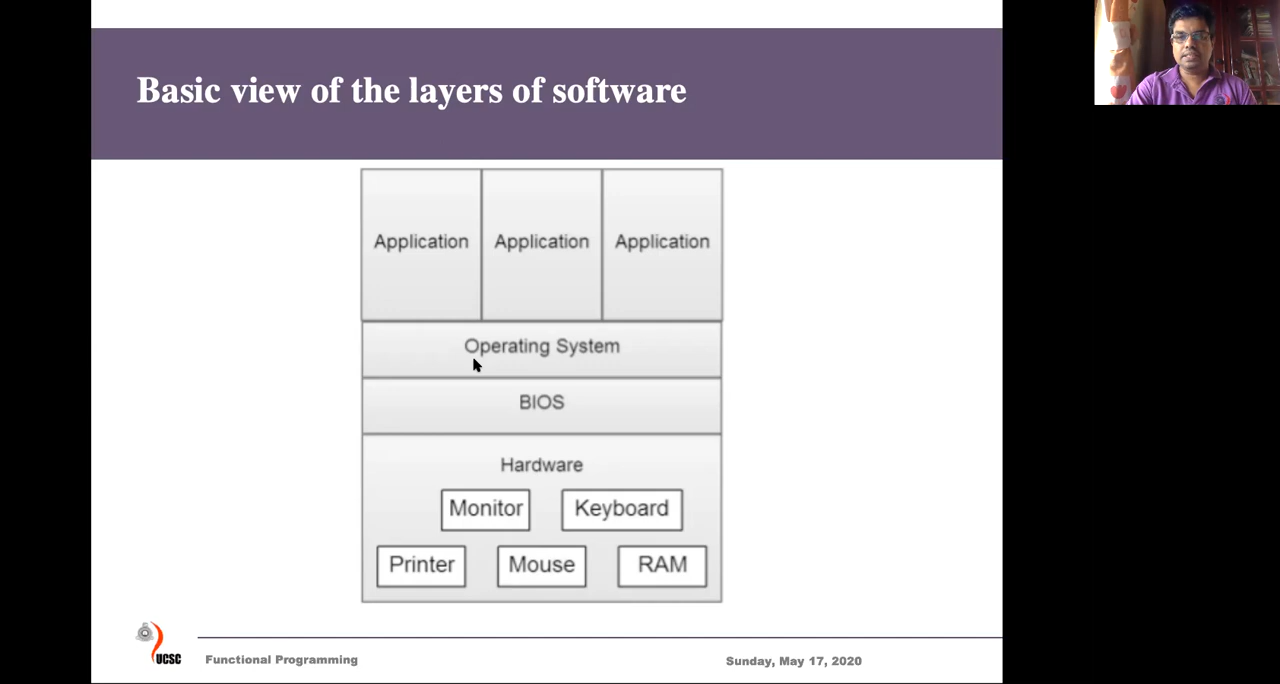 Basic view of the layers of software
Application Application Application
Operating System
BIOS
Hardware
Monitor Keyboard
Printer Mouse RAM
UCSC
Functional Programming Sunday, May 17, 2020